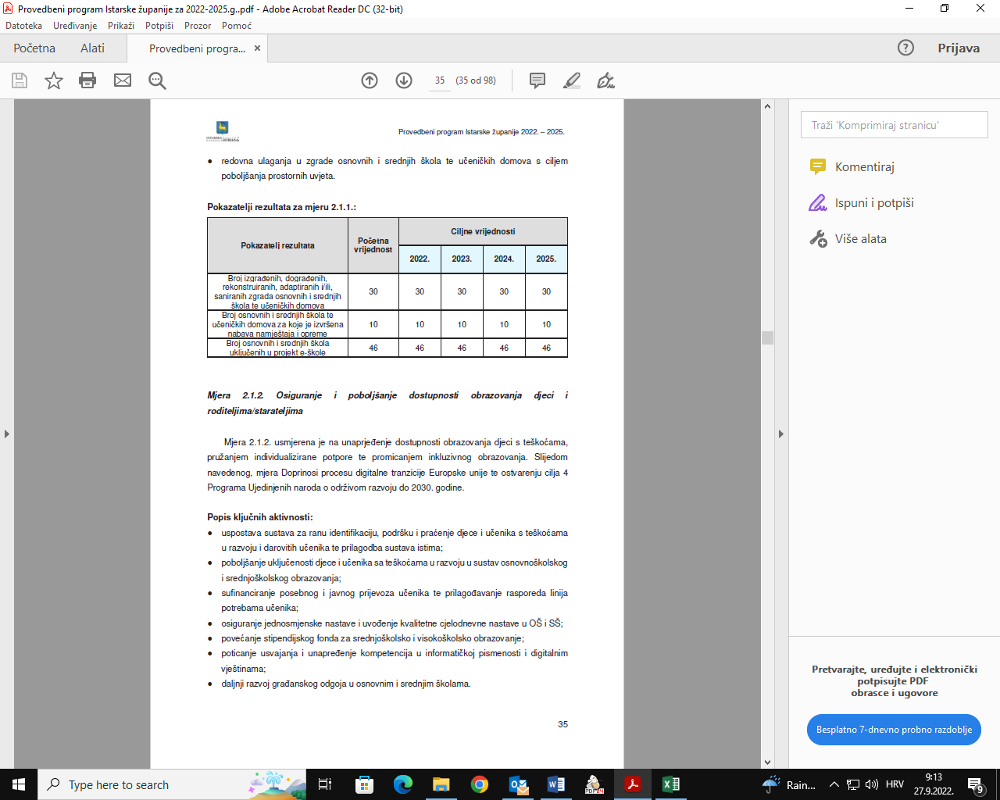 Provedbeni program Istarske županije za 2022-2025.g..pdf - Adobe Acrobat Reader DC (32-bit)
Datoteka Uređivanje Prikaži Potpiši Prozor Pomoć
Početna Alati Provedbeni progra... × Prijava
35 (35 od 98)
Provedbeni program Istarske županije 2022. – 2025.
● redovna ulaganja u zgrade osnovnih i srednjih škola te učeničkih domova s ciljem
poboljšanja prostornih uvjeta.
Pokazatelji rezultata za mjeru 2.1.1.:
Pokazatelj rezultata
Početna
vrijednost
Ciljne vrijednosti
2022. 2023. 2024. 2025.
Broj izgrađenih, dograđenih,
rekonstruiranih, adaptiranih i/ili,
saniranih zgrada osnovnih i srednjih
škola te učeničkih domova
30 30 30 30 30
Broj osnovnih i srednjih škola te
učeničkih domova za koje je izvršena
nabava namještaja i opreme
10 10 10 10 10
Broj osnovnih i srednjih škola
uključenih u projekt e-škole
46 46 46 46 46
Mjera 2.1.2. Osiguranje i poboljšanje dostupnosti obrazovanja djeci i
roditeljima/starateljima
Mjera 2.1.2. usmjerena je na unaprjeđenje dostupnosti obrazovanja djeci s teškoćama,
pružanjem individualizirane potpore te promicanjem inkluzivnog obrazovanja. Slijedom
navedenog, mjera Doprinosi procesu digitalne tranzicije Europske unije te ostvarenju cilja 4
Programa Ujedinjenih naroda o održivom razvoju do 2030. godine.
Popis ključnih aktivnosti:
● uspostava sustava za ranu identifikaciju, podršku i praćenje djece i učenika s teškoćama
u razvoju i darovitih učenika te prilagodba sustava istima;
● poboljšanje uključenosti djece i učenika sa teškoćama u razvoju u sustav osnovnoškolskog
i srednjoškolskog obrazovanja;
● sufinanciranje posebnog i javnog prijevoza učenika te prilagođavanje rasporeda linija
potrebama učenika;
● osiguranje jednosmjenske nastave i uvođenje kvalitetne cjelodnevne nastave u OŠ i SŠ;
● povećanje stipendijskog fonda za srednjoškolsko i visokoškolsko obrazovanje;
● poticanje usvajanja i unapređenje kompetencija u informatičkoj pismenosti i digitalnim
vještinama;
● daljnji razvoj građanskog odgoja u osnovnim i srednjim školama.
35
Traži 'Komprimiraj stranicu'
Komentiraj
Ispuni i potpiši
Više alata
Pretvarajte, uređujte i elektronički
potpisujte PDF
obrasce i ugovore
Besplatno 7-dnevno probno razdoblje
Type here to search
Rain...
HRV
9:13
27.9.2022.
9